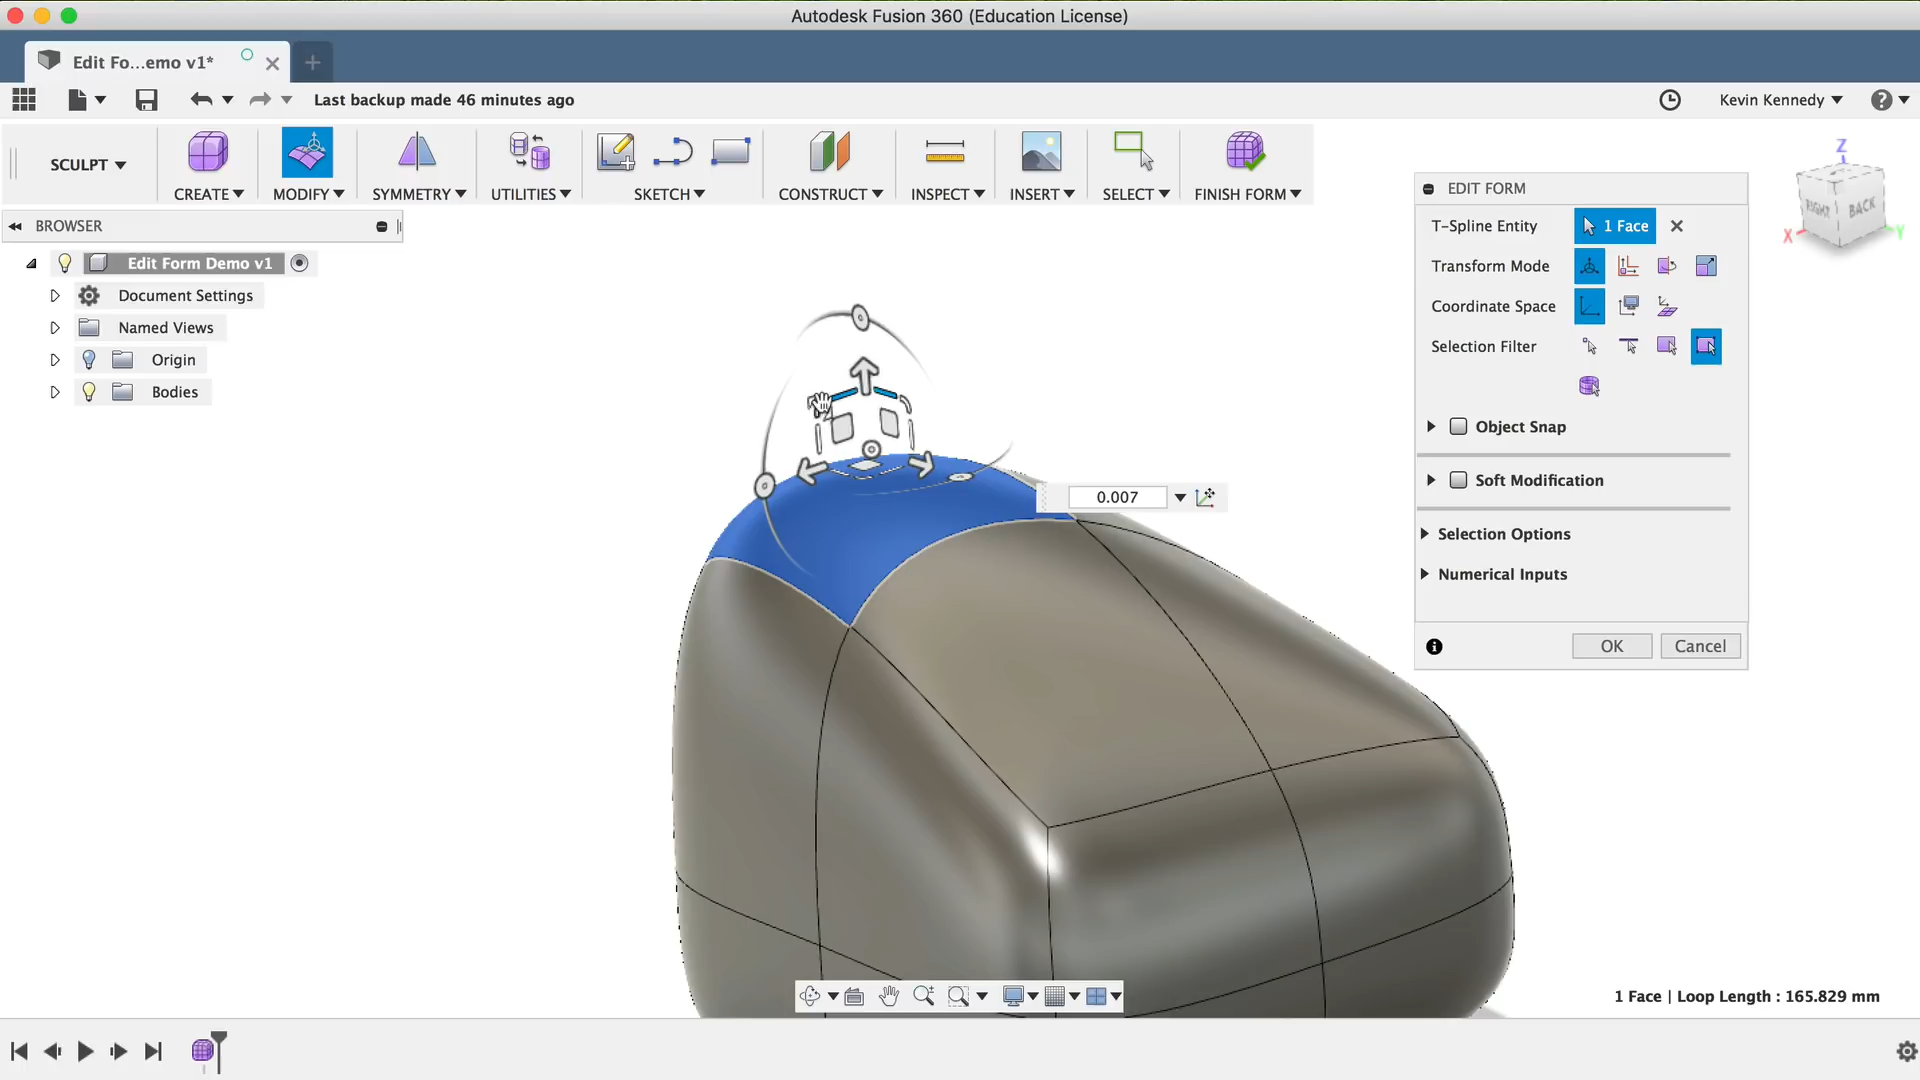 Autodesk Fusion 360 (Education License)
Edit Fo...emo v1*
Last backup made 46 minutes ago
Kevin Kennedy
SCULPT
CREATE
MODIFY
SYMMETRY
UTILITIES
SKETCH
CONSTRUCT
INSPECT
INSERT
SELECT
FINISH FORM
BROWSER
Edit Form Demo v1
Document Settings
Named Views
Origin
Bodies
EDIT FORM
T-Spline Entity
1 Face
Transform Mode
Coordinate Space
Selection Filter
Object Snap
Soft Modification
Selection Options
Numerical Inputs
OK
Cancel
Z
RIGHT
BACK
X
Y
0.007
1 Face | Loop Length : 165.829 mm